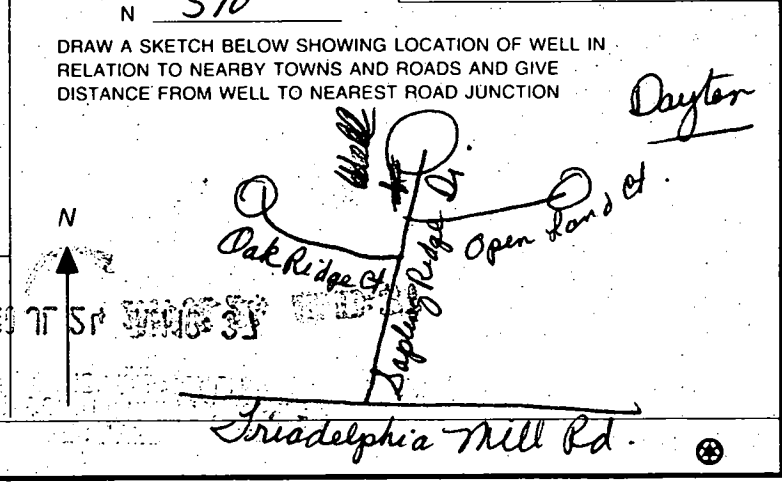 N 570
DRAW A SKETCH BELOW SHOWING LOCATION OF WELL IN
RELATION TO NEARBY TOWNS AND ROADS AND GIVE
DISTANCE FROM WELL TO NEAREST ROAD JUNCTION
Dayton
Well
N
Oak Ridge Ct.
Sapling Ridge Dr.
Open Land Ct.
Triadelphia Mill Rd.